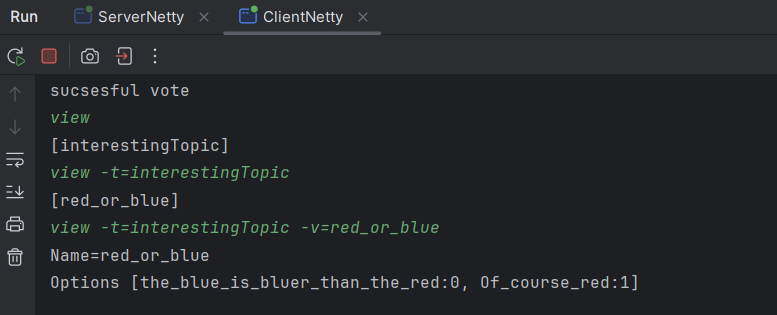 Run ServerNetty ClientNetty
sucsesful vote
view
[interestingTopic]
view -t=interestingTopic
[red_or_blue]
view -t=interestingTopic -v=red_or_blue
Name=red_or_blue
Options [the_blue_is_bluer_than_the_red:0, Of_course_red:1]